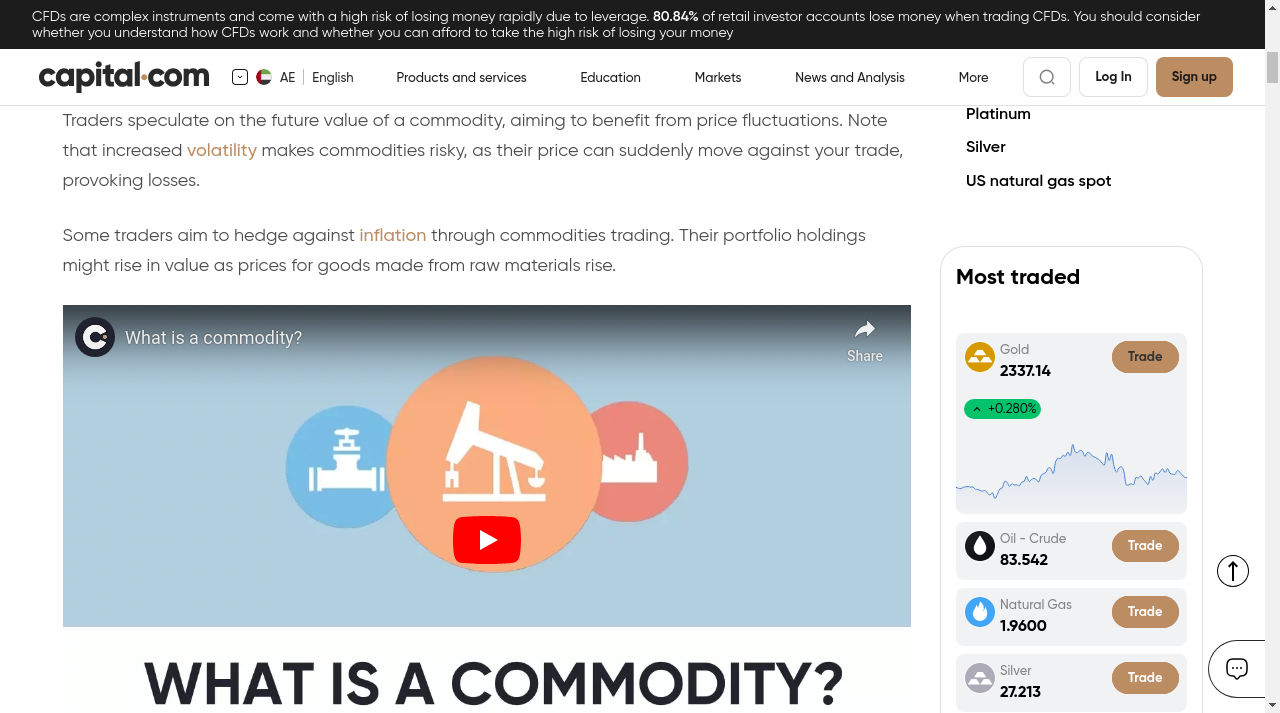 CFDs are complex instruments and come with a high risk of losing money rapidly due to leverage. 80.84% of retail investor accounts lose money when trading CFDs. You should consider
whether you understand how CFDs work and whether you can afford to take the high risk of losing your money
capital.com
AE
English
Products and services
Education
Markets
News and Analysis
More
Log In
Sign up
Traders speculate on the future value of a commodity, aiming to benefit from price fluctuations. Note
that increased volatility makes commodities risky, as their price can suddenly move against your trade,
provoking losses.
Some traders aim to hedge against inflation through commodities trading. Their portfolio holdings
might rise in value as prices for goods made from raw materials rise.
What is a commodity?
Share
WHAT IS A COMMODITY?
Platinum
Silver
US natural gas spot
Most traded
Gold
2337.14
Trade
+0.280%
Oil - Crude
83.542
Trade
Natural Gas
1.9600
Trade
Silver
27.213
Trade